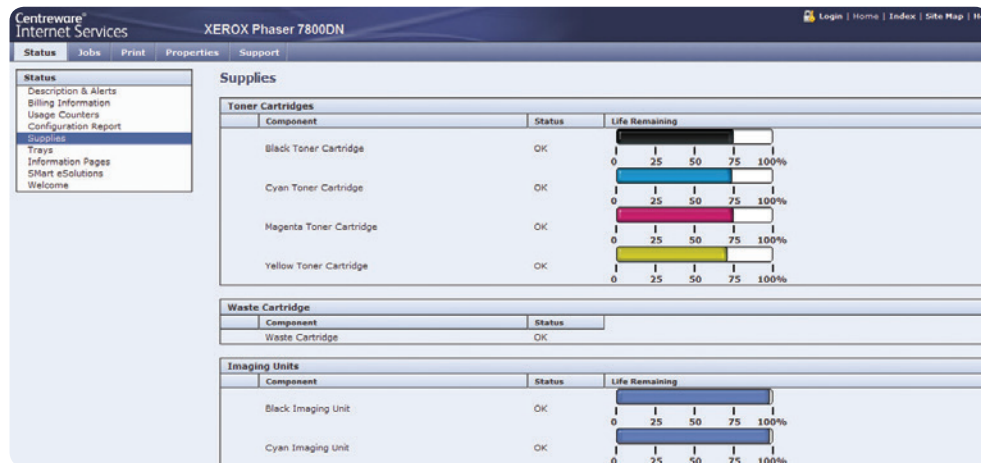 Centreware®
Internet Services
XEROX Phaser 7800DN
Login | Home | Index | Site Map |
Status Jobs Print Properties Support
Status
Description & Alerts
Billing Information
Usage Counters
Configuration Report
Supplies
Trays
Information Pages
SMart eSolutions
Welcome
Supplies
Toner Cartridges
Component Status Life Remaining
Black Toner Cartridge OK
0 25 50 75 100%
Cyan Toner Cartridge OK
0 25 50 75 100%
Magenta Toner Cartridge OK
0 25 50 75 100%
Yellow Toner Cartridge OK
0 25 50 75 100%
Waste Cartridge
Component Status
Waste Cartridge OK
Imaging Units
Component Status Life Remaining
Black Imaging Unit OK
0 25 50 75 100%
Cyan Imaging Unit OK
0 25 50 75 100%